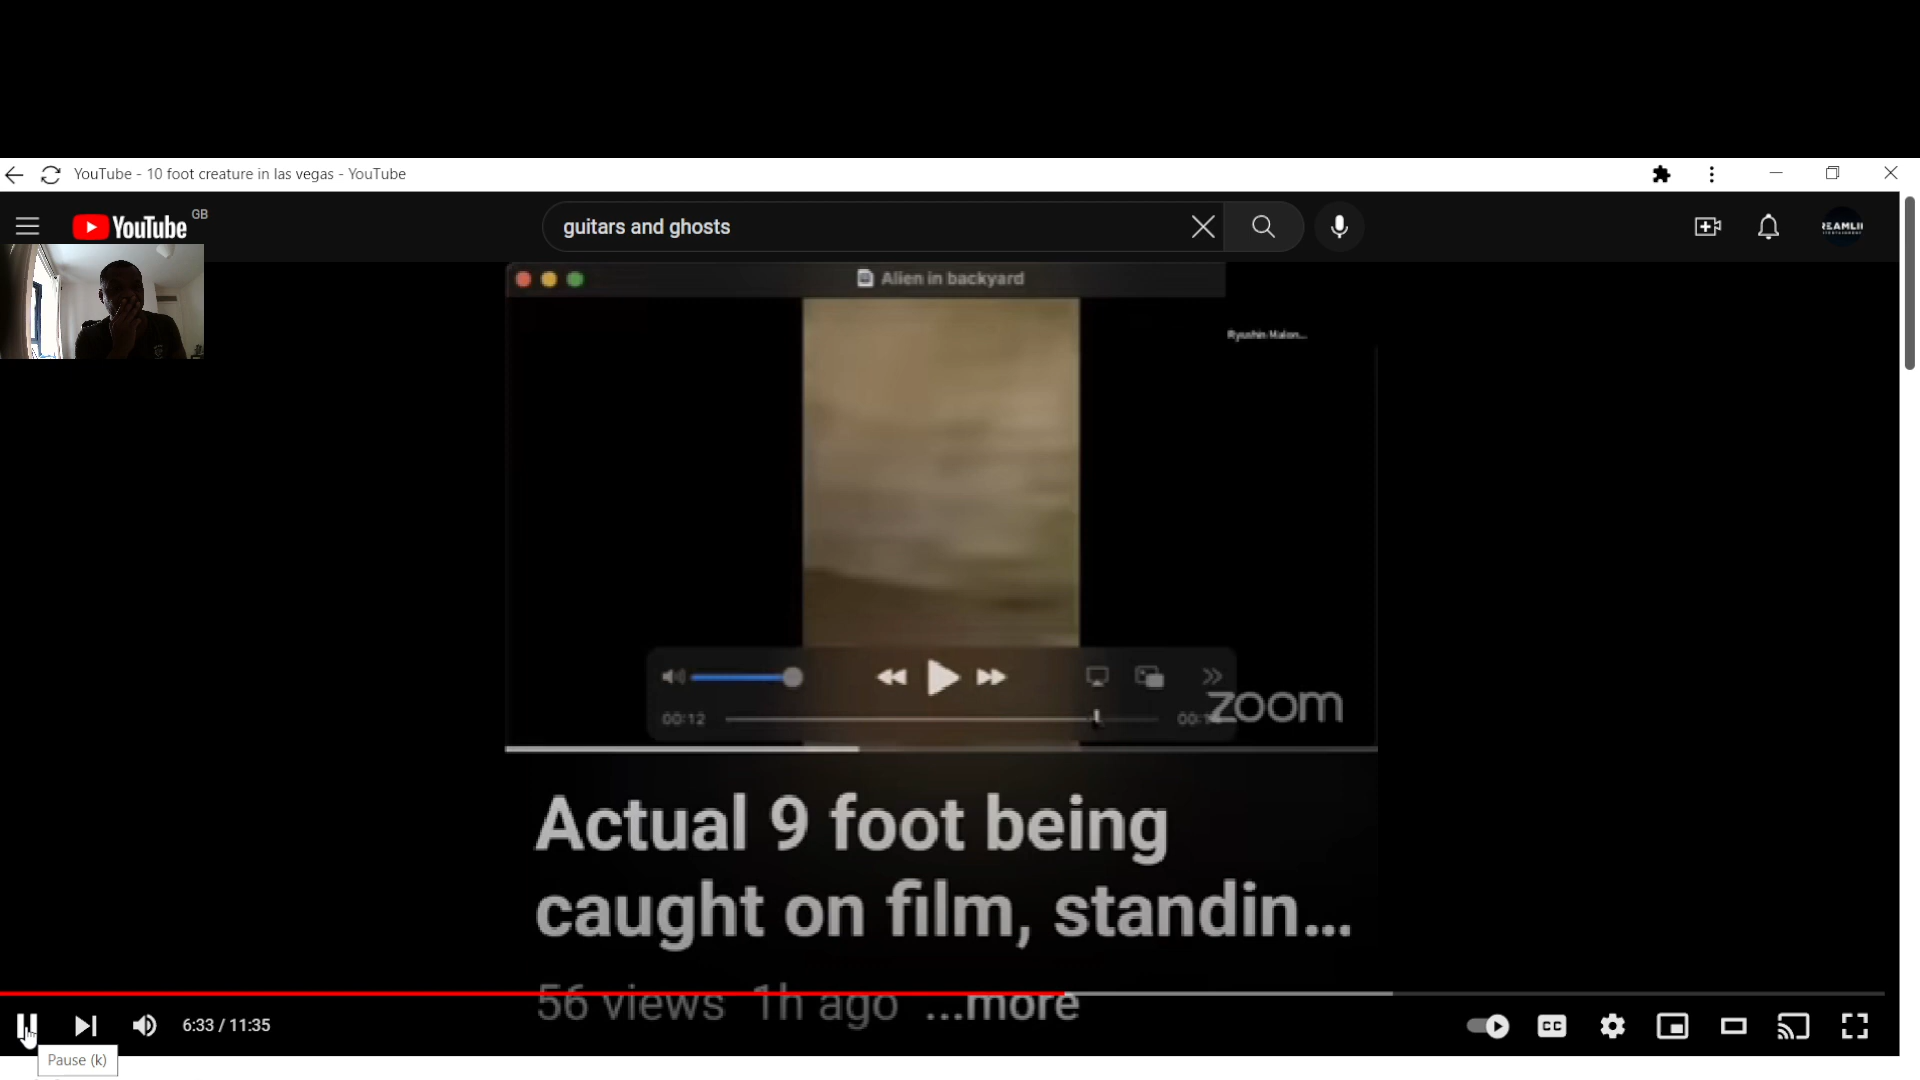 YouTube - 10 foot creature in las vegas - YouTube
YouTube GB
guitars and ghosts
Alien in backyard
00:12
zoom
Actual 9 foot being
caught on film, standin...
56 views 1h ago ...more
6:33 / 11:35
CC
Pause (k)